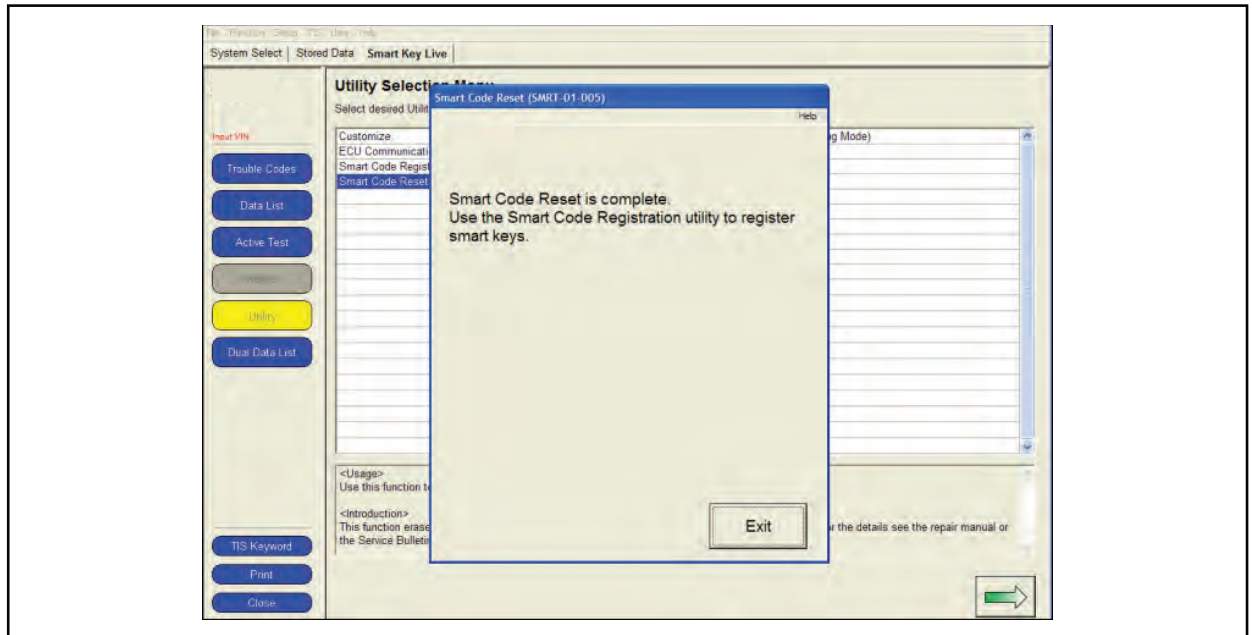 System Select Stored Data Smart Key Live
Utility Selection Menu
Select desired Utilit
Smart Code Reset (SMRT-01-005)
Help
Input VIN
Customize
g Mode)
ECU Communicati
Trouble Codes
Smart Code Regist
Smart Code Reset
Data List
Smart Code Reset is complete.
Use the Smart Code Registration utility to register
smart keys.
Active Test
Utility
Dual Data List
<Usage>
Use this function to
<Introduction>
This function erase
r the details see the repair manual or
the Service Bulletin
Exit
TIS Keyword
Print
Close